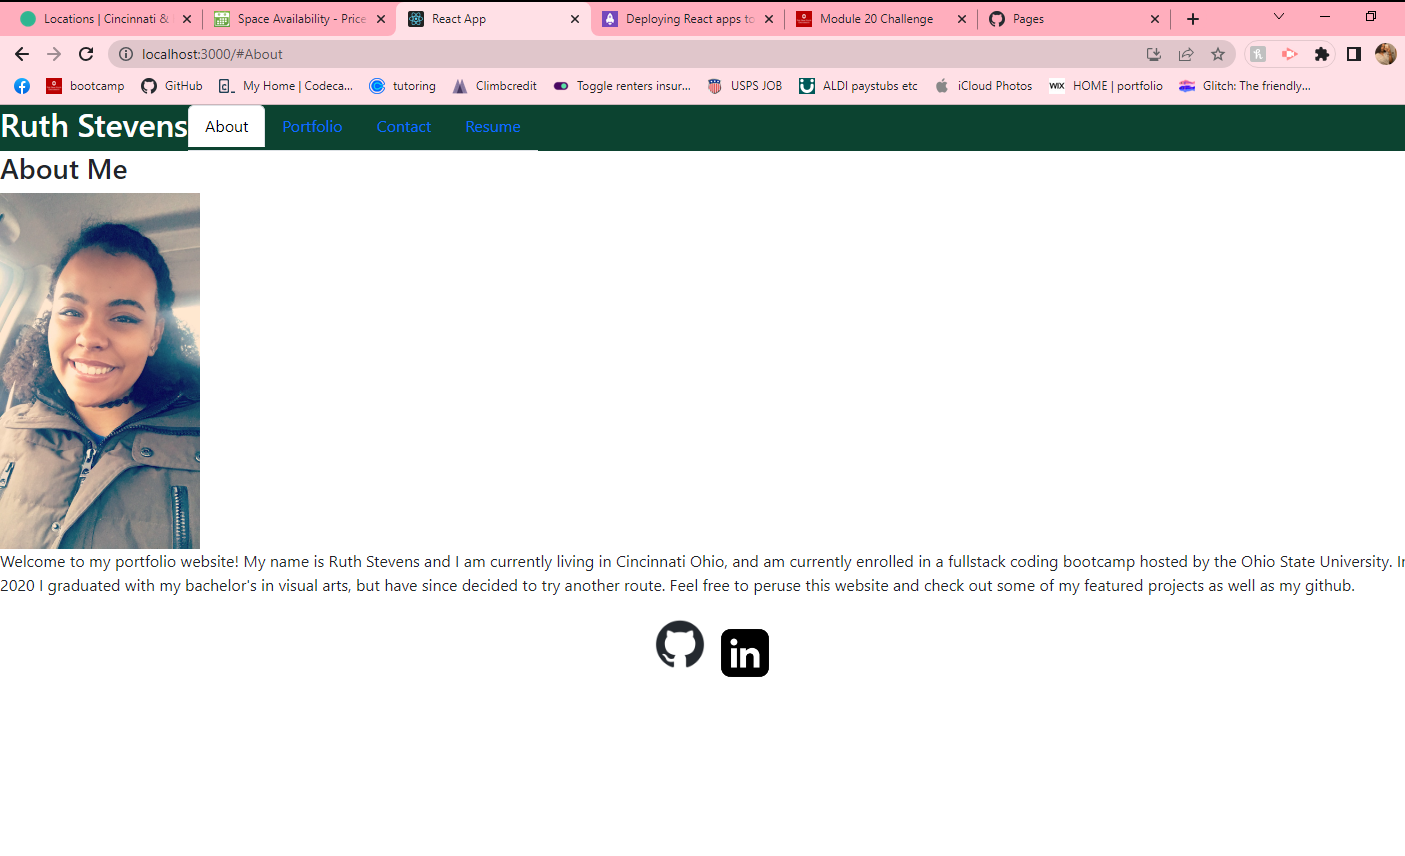 Locations | Cincinnati &
Space Availability - Price
React App
Deploying React apps to
Module 20 Challenge
Pages
localhost:3000/#About
bootcamp
GitHub
My Home | Codeca...
tutoring
Climbcredit
Toggle renters insur...
USPS JOB
ALDI paystubs etc
WIX
HOME | portfolio
Glitch: The friendly...
Ruth Stevens
About
Portfolio
Contact
Resume
About Me
Welcome to my portfolio website! My name is Ruth Stevens and I am currently living in Cincinnati Ohio, and am currently enrolled in a fullstack coding bootcamp hosted by the Ohio State University. In
2020 I graduated with my bachelor's in visual arts, but have since decided to try another route. Feel free to peruse this website and check out some of my featured projects as well as my github.
in